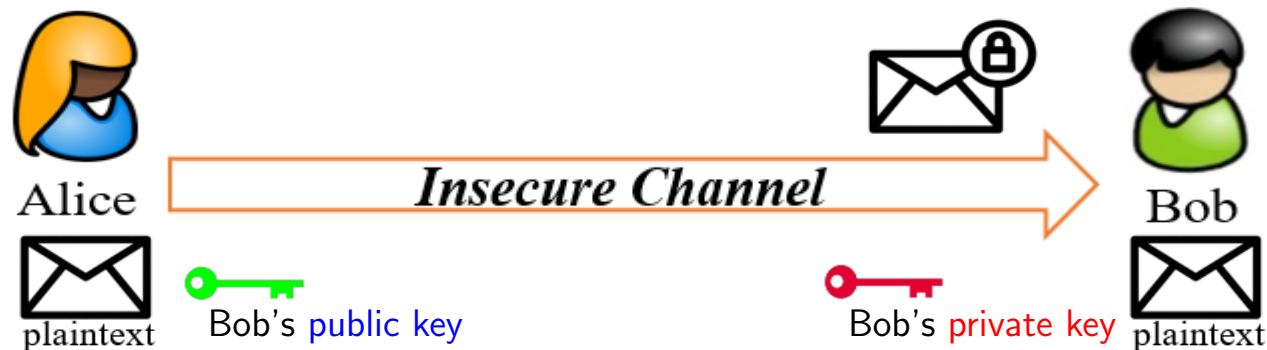 Insecure Channel
Alice
Bob
plaintext
Bob's public key
Bob's private key
plaintext